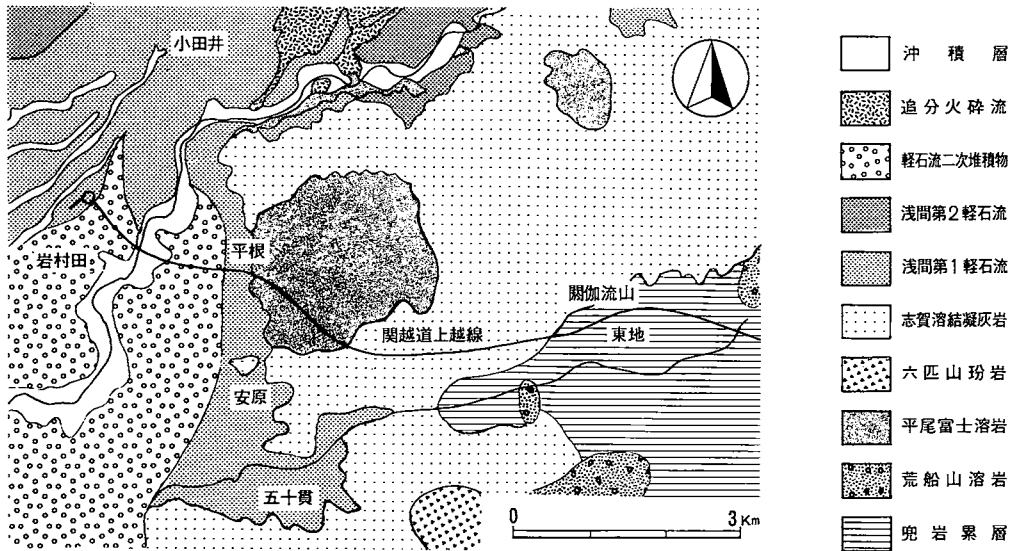 小田井
岩村田
平根
関越道上越線
閼伽流山
東地
安原
五十貫
0 3 Km
沖積層
追分火砕流
軽石流二次堆積物
浅間第2軽石流
浅間第1軽石流
志賀溶結凝灰岩
六匹山玢岩
平尾富士溶岩
荒船山溶岩
兜岩累層